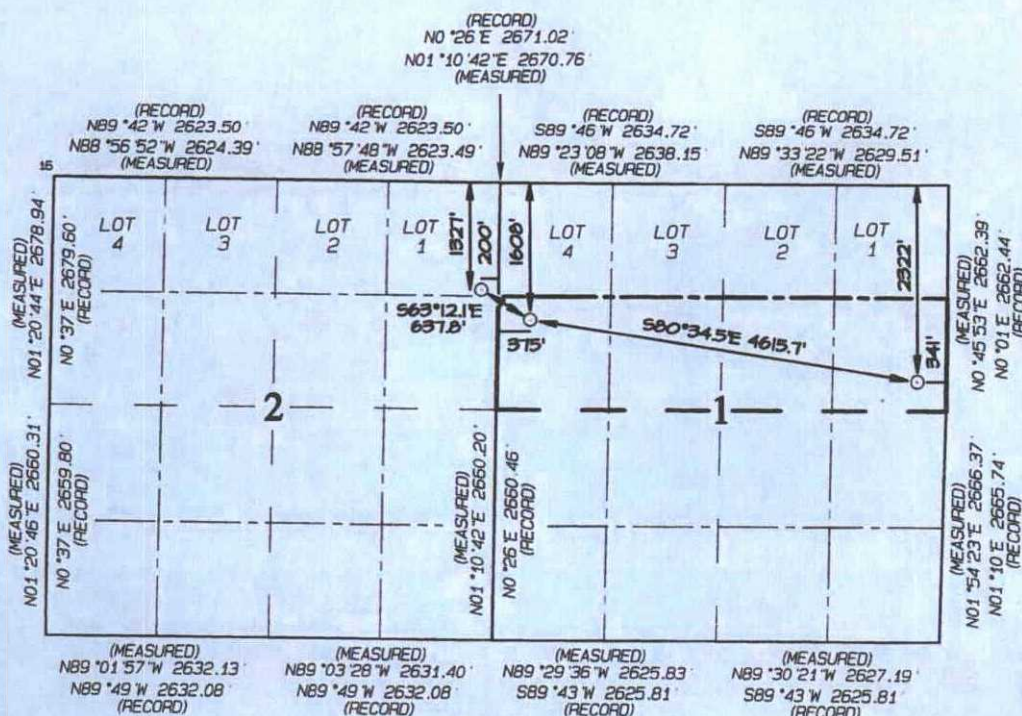 (RECORD)
N0 °26'E 2671.02'
N01 °10'42"E 2670.76'
(MEASURED)
(RECORD)
N89 °42'W 2623.50'
N88 °56'52"W 2624.39'
(MEASURED)
(RECORD)
N89 °42'W 2623.50'
N88 °57'48"W 2623.49'
(MEASURED)
(RECORD)
S89 °46'W 2634.72'
N89 °23'08"W 2638.15'
(MEASURED)
(RECORD)
S89 °46'W 2634.72'
N89 °33'22"W 2629.51'
(MEASURED)
16
LOT
4
LOT
3
LOT
2
LOT
1
1321'
200'
1608'
LOT
4
LOT
3
LOT
2
LOT
1
2322'
(MEASURED)
N01 °20'44"E 2678.94'
N0 °37'E 2679.60'
(RECORD)
S63°12.1'E
637.8'
375'
S80°34.5'E 4615.7'
341'
(MEASURED)
N0 °45'53"E 2662.39'
N0 °01'E 2662.44'
(RECORD)
2
1
(MEASURED)
N01 °20'46"E 2660.31'
N0 °37'E 2659.80'
(RECORD)
(MEASURED)
N01 °10'42"E 2660.20'
N0 °26'E 2660.46'
(RECORD)
(MEASURED)
N01 °54'23"E 2666.37'
N01 °10'E 2665.74'
(RECORD)
(MEASURED)
N89 °01'57"W 2632.13'
N89 °49'W 2632.08'
(RECORD)
(MEASURED)
N89 °03'28"W 2631.40'
N89 °49'W 2632.08'
(RECORD)
(MEASURED)
N89 °29'36"W 2625.83'
S89 °43'W 2625.81'
(RECORD)
(MEASURED)
N89 °30'21"W 2627.19'
S89 °43'W 2625.81'
(RECORD)